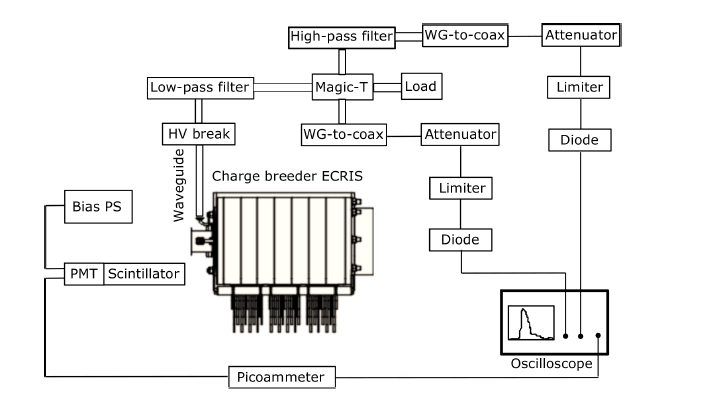 High-pass filter
WG-to-coax
Attenuator
Low-pass filter
Magic-T
Load
Limiter
HV break
WG-to-coax
Attenuator
Diode
Waveguide
Charge breeder ECRIS
Limiter
Bias PS
Diode
PMT
Scintillator
Oscilloscope
Picoammeter